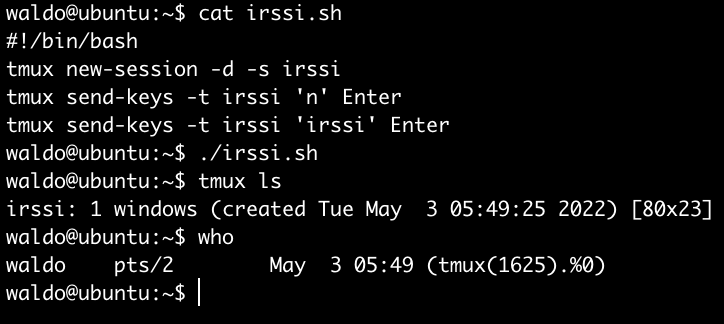 waldo@ubuntu:~$ cat irssi.sh
#!/bin/bash
tmux new-session -d -s irssi
tmux send-keys -t irssi 'n' Enter
tmux send-keys -t irssi 'irssi' Enter
waldo@ubuntu:~$ ./irssi.sh
waldo@ubuntu:~$ tmux ls
irssi: 1 windows (created Tue May  3 05:49:25 2022) [80x23]
waldo@ubuntu:~$ who
waldo    pts/2        May  3 05:49 (tmux(1625).%0)
waldo@ubuntu:~$